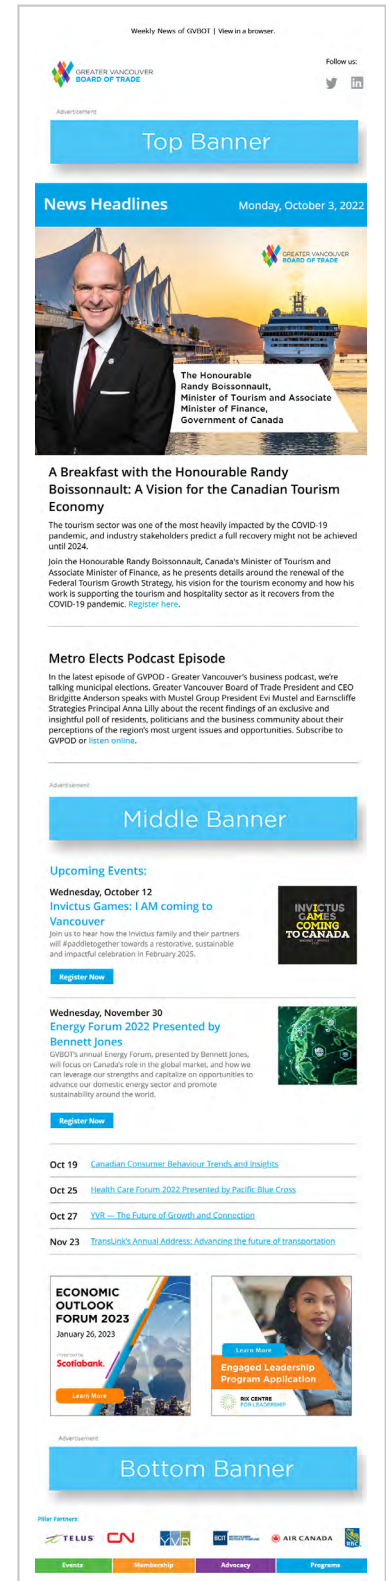 Weekly News of GVBOT | View in a browser.
Follow us:
GREATER VANCOUVER
BOARD OF TRADE
Advertisement
Top Banner
News Headlines
Monday, October 3, 2022
GREATER VANCOUVER
BOARD OF TRADE
The Honourable
Randy Boissonnault,
Minister of Tourism and Associate
Minister of Finance,
Government of Canada
A Breakfast with the Honourable Randy
Boissonnault: A Vision for the Canadian Tourism
Economy
The tourism sector was one of the most heavily impacted by the COVID-19
pandemic, and industry stakeholders predict a full recovery might not be achieved
until 2024.
Join the Honourable Randy Boissonnault, Canada's Minister of Tourism and
Associate Minister of Finance, as he presents details around the renewal of the
Federal Tourism Growth Strategy, his vision for the tourism economy and how his
work is supporting the tourism and hospitality sector as it recovers from the
COVID-19 pandemic. Register here.
Metro Elects Podcast Episode
In the latest episode of GVPOD - Greater Vancouver's business podcast, we're
talking municipal elections. Greater Vancouver Board of Trade President and CEO
Bridgitte Anderson speaks with Mustel Group President Evi Mustel and Earnscliffe
Strategies Principal Anna Lilly about the recent findings of an exclusive and
insightful poll of residents, politicians and the business community about their
perceptions of the region's most urgent issues and opportunities. Subscribe to
GVPOD or listen online.
Advertisement
Middle Banner
Upcoming Events:
Wednesday, October 12
Invictus Games: I AM coming to
Vancouver
Join us to hear how the Invictus family and their partners
will #paddletogether towards a restorative, sustainable
and impactful celebration in February 2025.
Register Now
INVICTUS
GAMES
COMING
TO CANADA
Wednesday, November 30
Energy Forum 2022 Presented by
Bennett Jones
GVBOT's annual Energy Forum, presented by Bennett Jones,
will focus on Canada's role in the global market, and how we
can leverage our strengths and capitalize on opportunities to
advance our domestic energy sector and promote
sustainability around the world.
Register Now
Oct 19 Canadian Consumer Behaviour Trends and Insights
Oct 25 Health Care Forum 2022 Presented by Pacific Blue Cross
Oct 27 YVR — The Future of Growth and Connection
Nov 23 TransLink's Annual Address: Advancing the future of transportation
ECONOMIC
OUTLOOK
FORUM 2023
January 26, 2023
Presented by
Scotiabank.
Learn More
Learn More
Engaged Leadership
Program Application
RIX CENTRE
FOR LEADERSHIP
Advertisement
Bottom Banner
Pillar Partners:
TELUS
CN
YVR
BCIT
AIR CANADA
RBC
Events
Membership
Advocacy
Programs